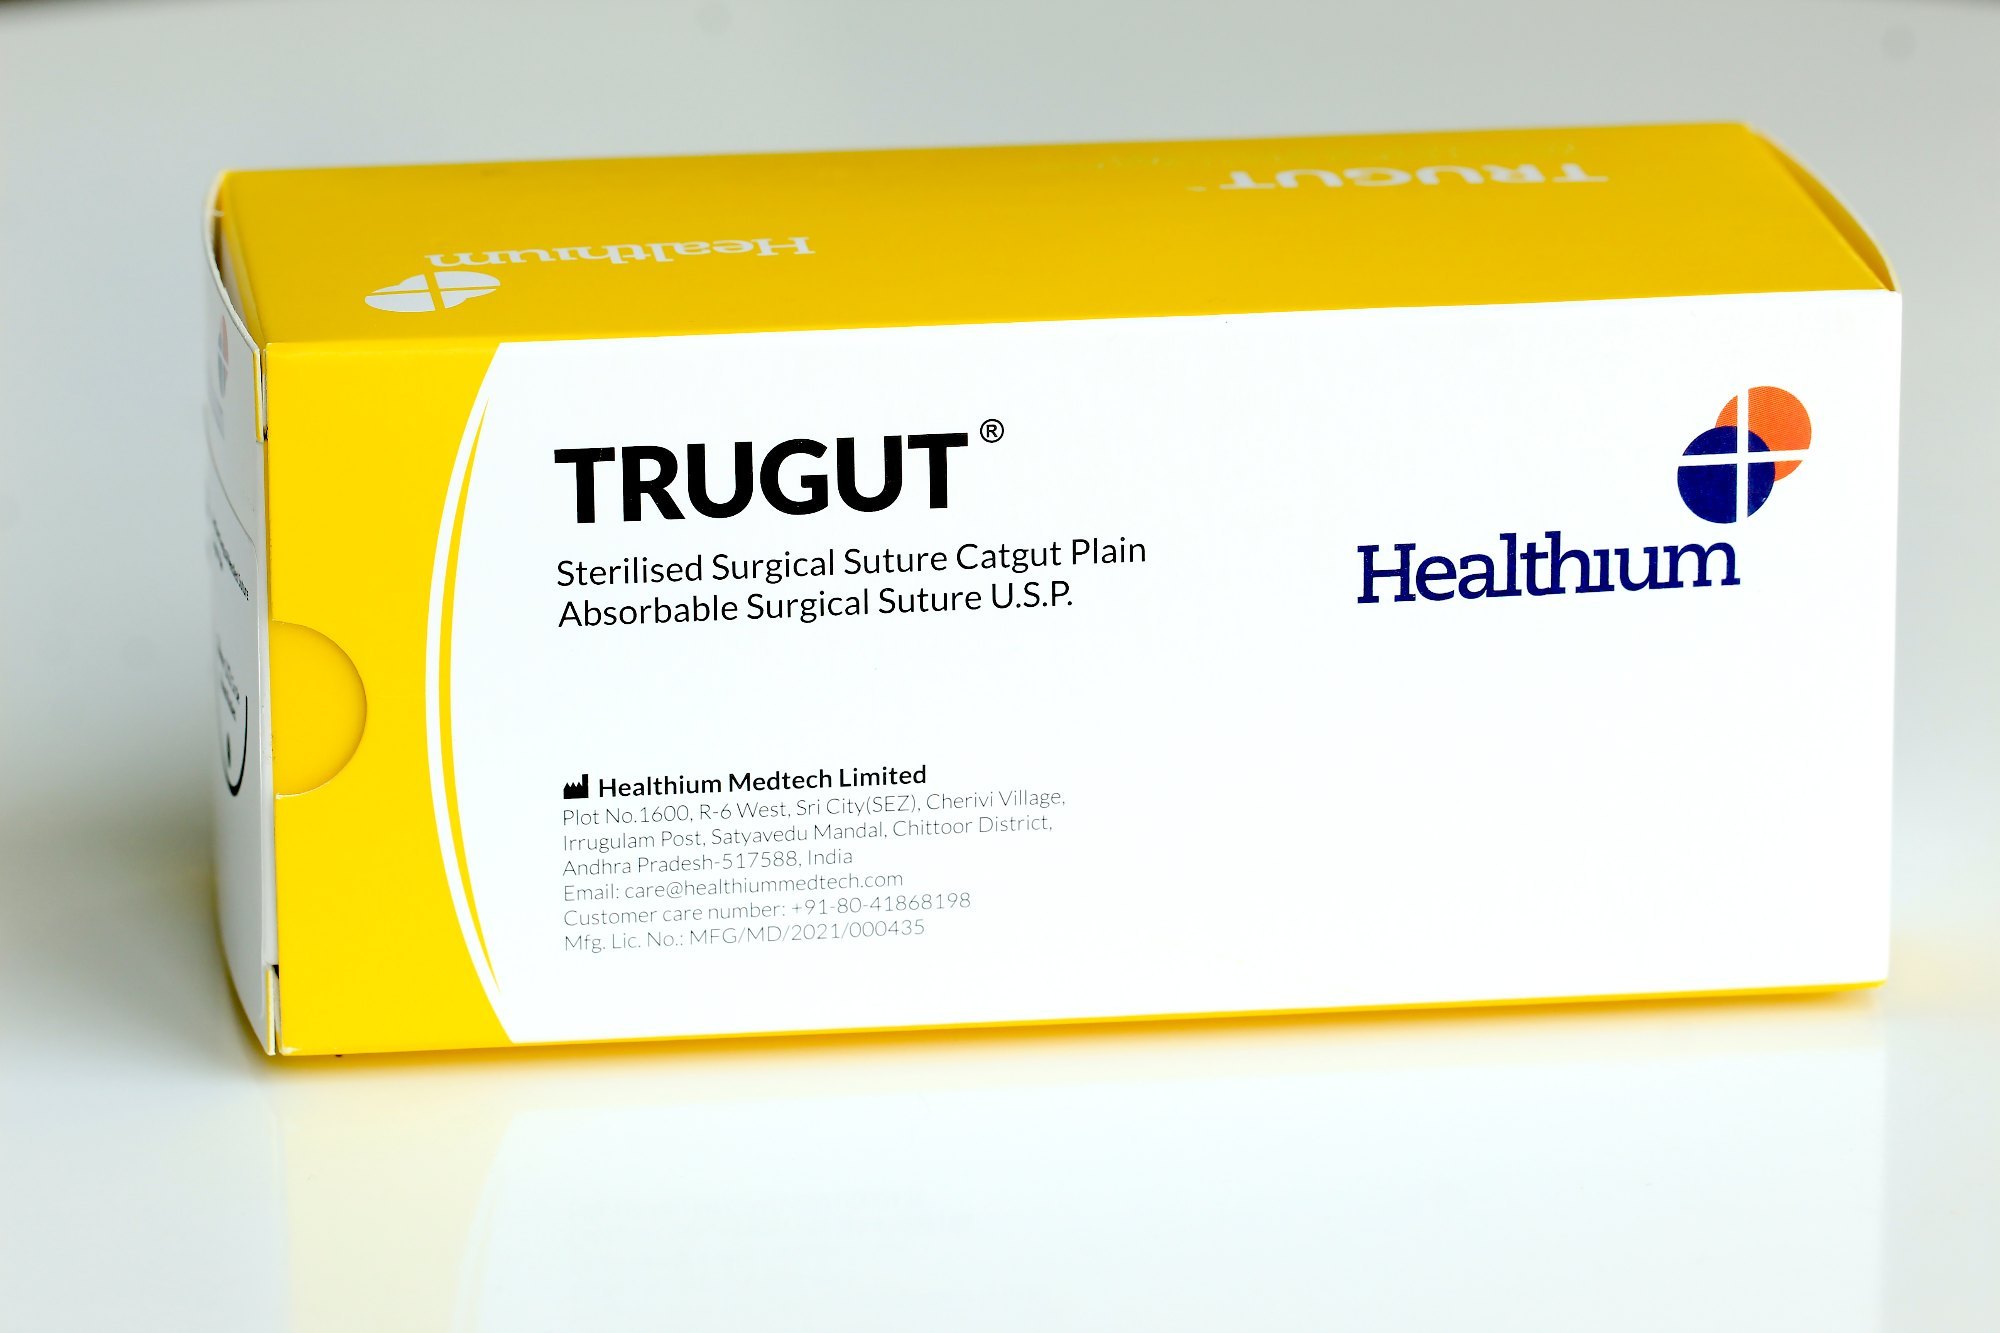 Healthium
TRUGUT
TRUGUT®
Sterilised Surgical Suture Catgut Plain
Absorbable Surgical Suture U.S.P.
Healthium
Healthium Medtech Limited
Plot No.1600, R-6 West, Sri City(SEZ), Cherivi Village,
Irrugulam Post, Satyavedu Mandal, Chittoor District,
Andhra Pradesh-517588, India
Email: care@healthiummedtech.com
Customer care number: +91-80-41868198
Mfg. Lic. No.: MFG/MD/2021/000435